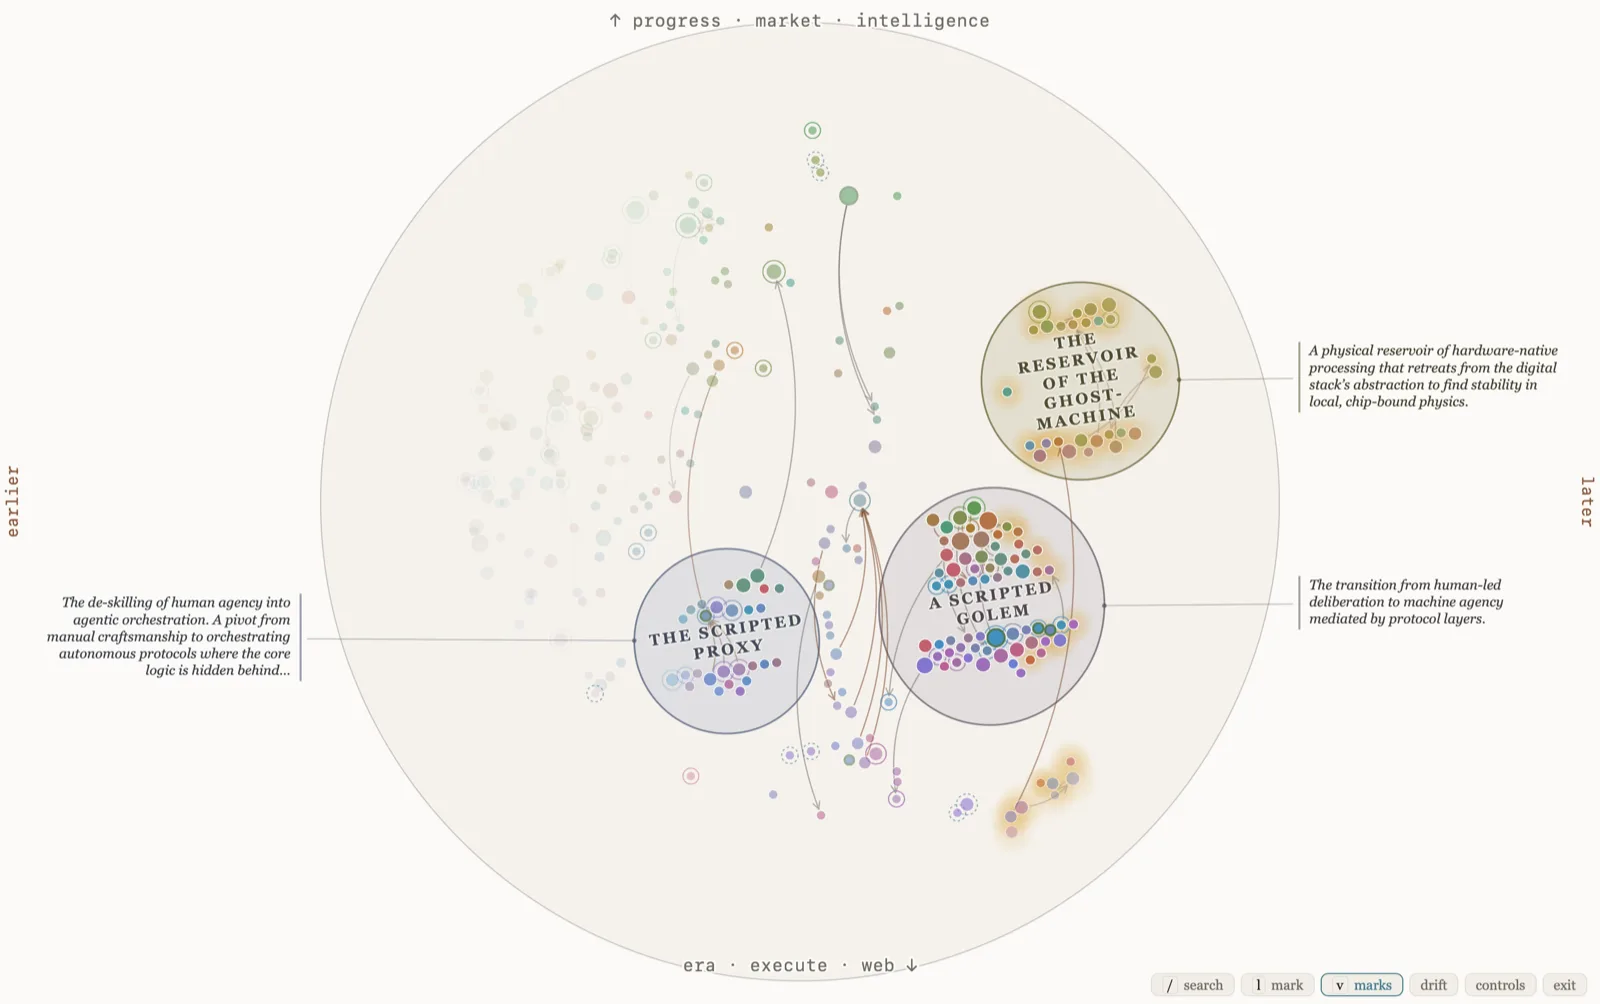 ↑ progress · market · intelligence
earlier
later
THE
RESERVOIR
OF THE
GHOST-
MACHINE
A physical reservoir of hardware-native
processing that retreats from the digital
stack's abstraction to find stability in
local, chip-bound physics.
A SCRIPTED
GOLEM
The transition from human-led
deliberation to machine agency
mediated by protocol layers.
The de-skilling of human agency into
agentic orchestration. A pivot from
manual craftsmanship to orchestrating
autonomous protocols where the core
logic is hidden behind...
THE SCRIPTED
PROXY
era · execute · web ↓
/ search l mark v marks drift controls exit